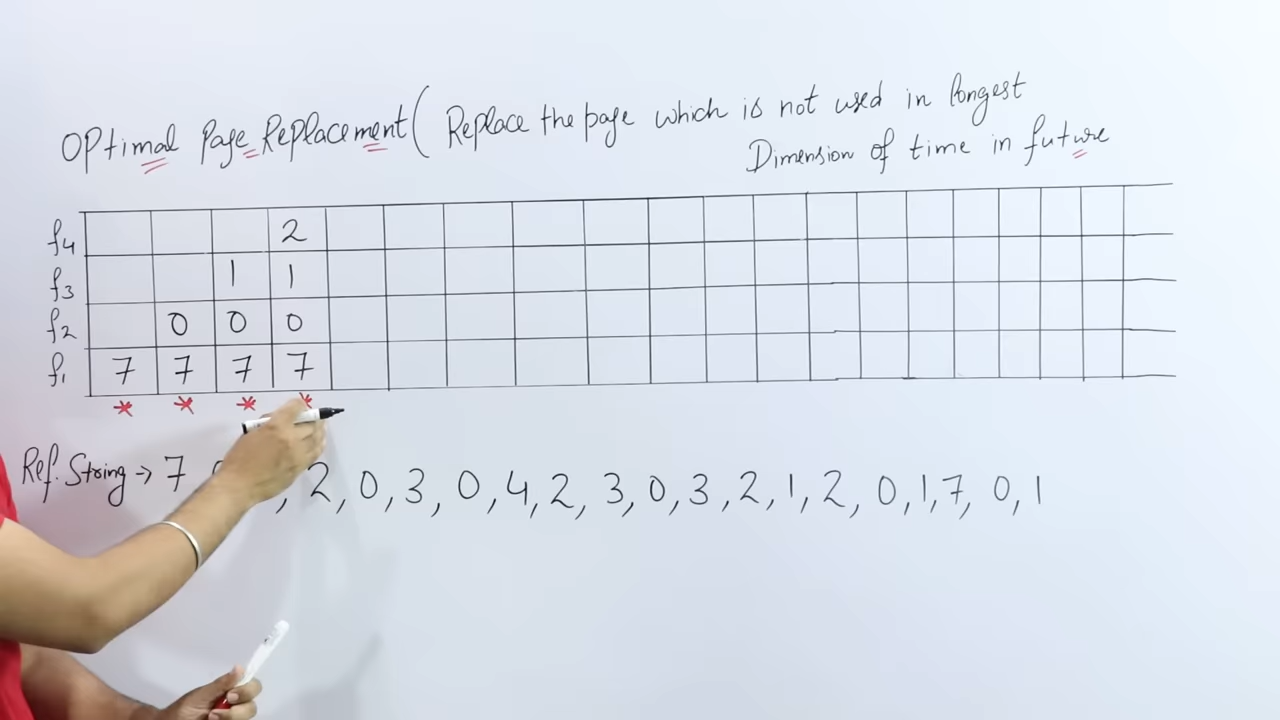 OPtimal Page Replacement ( Replace the page which is not used in longest
Dimension of time in future
f4 2
f3 1 1
f2 0 0 0
f1 7 7 7 7
* * * *
Ref. String → 7 , 2, 0, 3, 0, 4, 2, 3, 0, 3, 2, 1, 2, 0, 1, 7, 0, 1